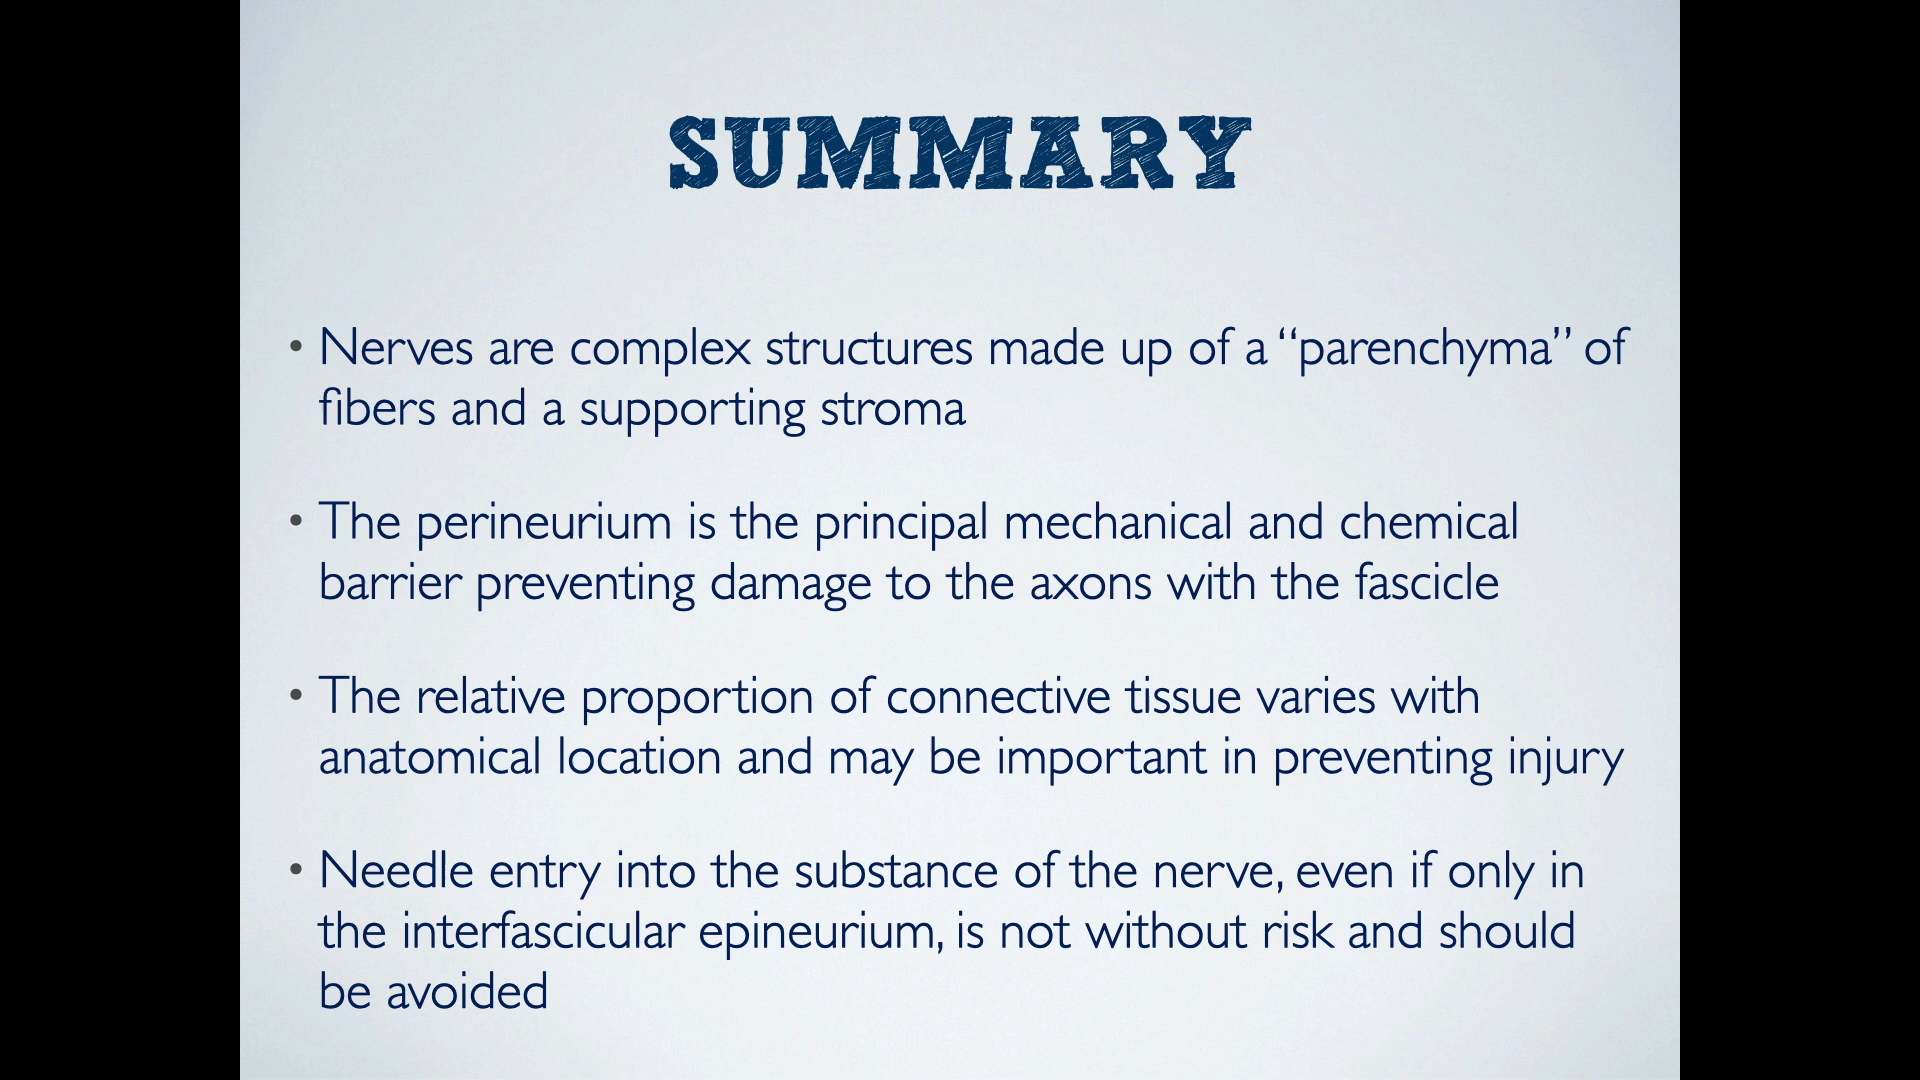 SUMMARY
• Nerves are complex structures made up of a “parenchyma” of
fibers and a supporting stroma
• The perineurium is the principal mechanical and chemical
barrier preventing damage to the axons with the fascicle
• The relative proportion of connective tissue varies with
anatomical location and may be important in preventing injury
• Needle entry into the substance of the nerve, even if only in
the interfascicular epineurium, is not without risk and should
be avoided